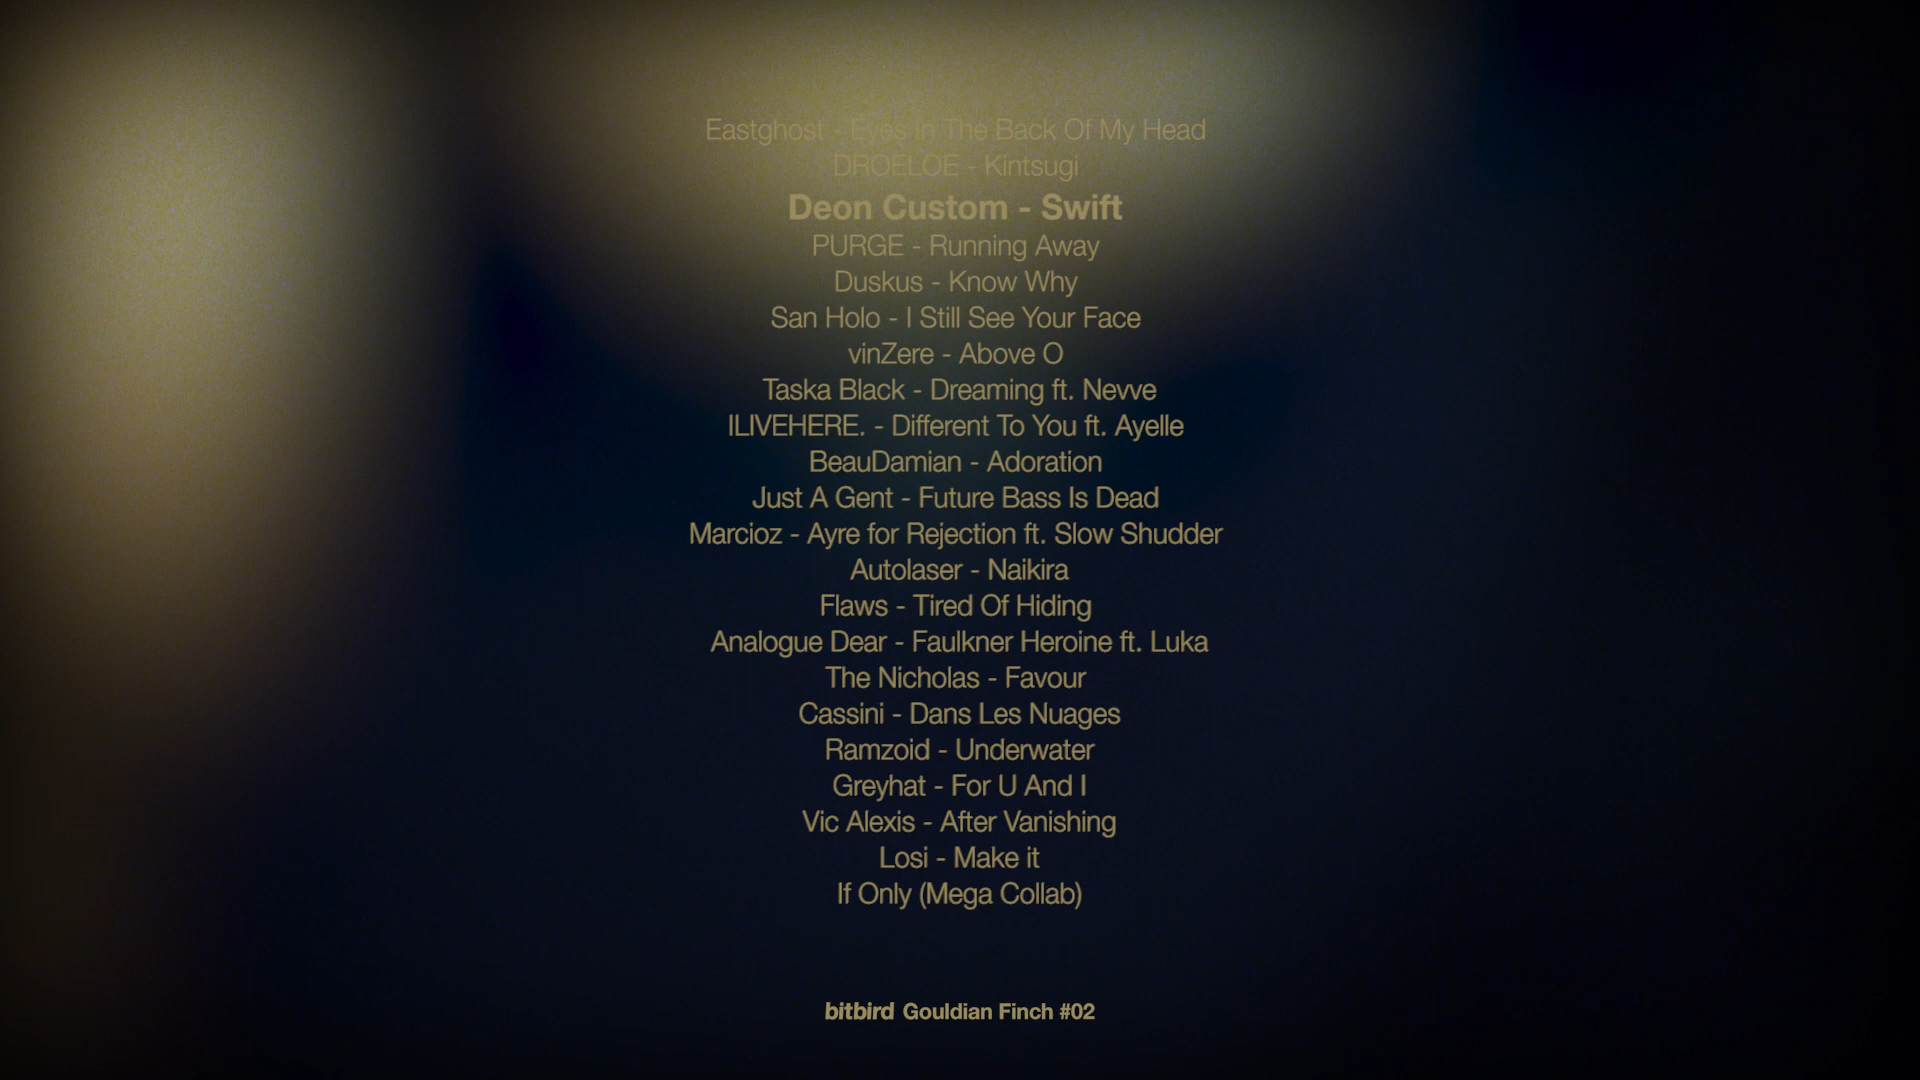 Eastghost - Eyes In The Back Of My Head
DROELOE - Kintsugi
Deon Custom - Swift
PURGE - Running Away
Duskus - Know Why
San Holo - I Still See Your Face
vinZere - Above O
Taska Black - Dreaming ft. Nevve
ILIVEHERE. - Different To You ft. Ayelle
BeauDamian - Adoration
Just A Gent - Future Bass Is Dead
Marcioz - Ayre for Rejection ft. Slow Shudder
Autolaser - Naikira
Flaws - Tired Of Hiding
Analogue Dear - Faulkner Heroine ft. Luka
The Nicholas - Favour
Cassini - Dans Les Nuages
Ramzoid - Underwater
Greyhat - For U And I
Vic Alexis - After Vanishing
Losi - Make it
If Only (Mega Collab)
bitbird Gouldian Finch #02